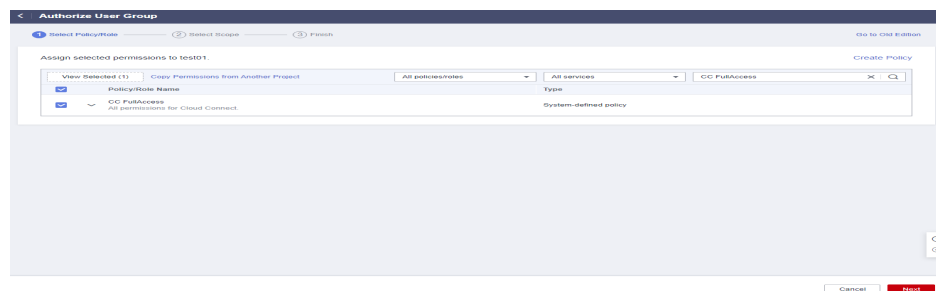 < Authorize User Group
1 Select Policy/Role 2 Select Scope 3 Finish Go to Old Edition
Assign selected permissions to test01. Create Policy
View Selected (1) Copy Permissions from Another Project All policies/roles All services CC FullAccess
Policy/Role Name Type
CC FullAccess System-defined policy
All permissions for Cloud Connect.
Cancel Next